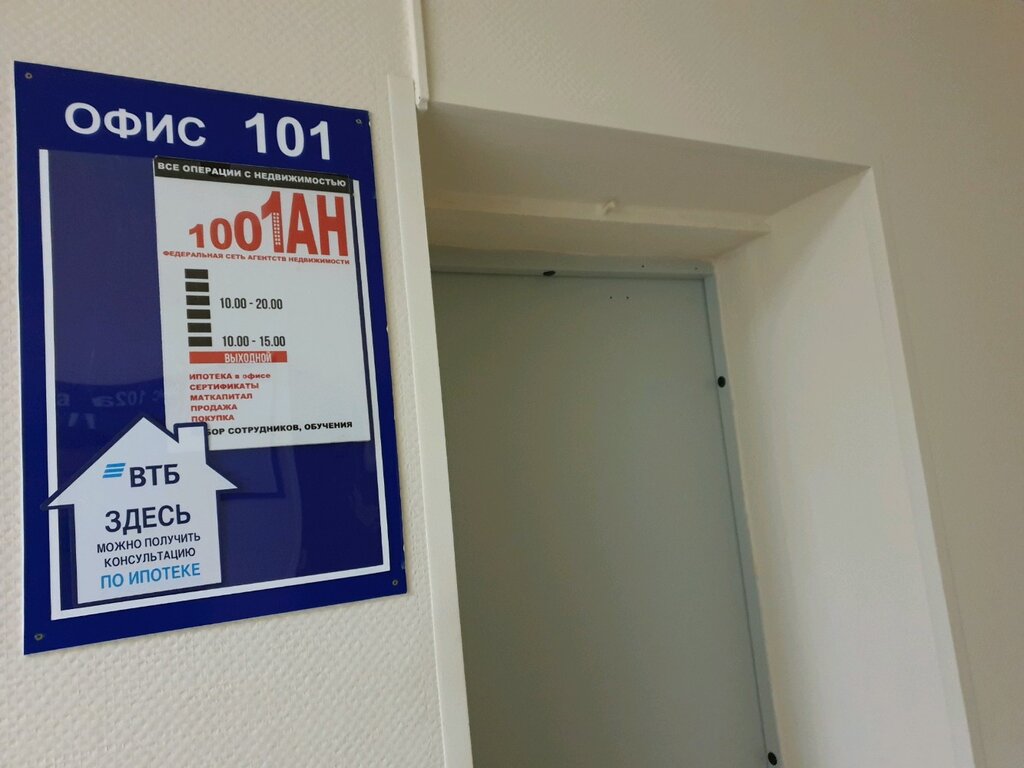 ОФИС 101
ВСЕ ОПЕРАЦИИ С НЕДВИЖИМОСТЬЮ
1001АН
ФЕДЕРАЛЬНАЯ СЕТЬ АГЕНТСТВ НЕДВИЖИМОСТИ
10.00 - 20.00
10.00 - 15.00
ВЫХОДНОЙ
ИПОТЕКА в офисе
СЕРТИФИКАТЫ
МАТКАПИТАЛ
ПРОДАЖА
ПОКУПКА
БОР СОТРУДНИКОВ, ОБУЧЕНИЯ
ВТБ
ЗДЕСЬ
МОЖНО ПОЛУЧИТЬ
КОНСУЛЬТАЦИЮ
ПО ИПОТЕКЕ